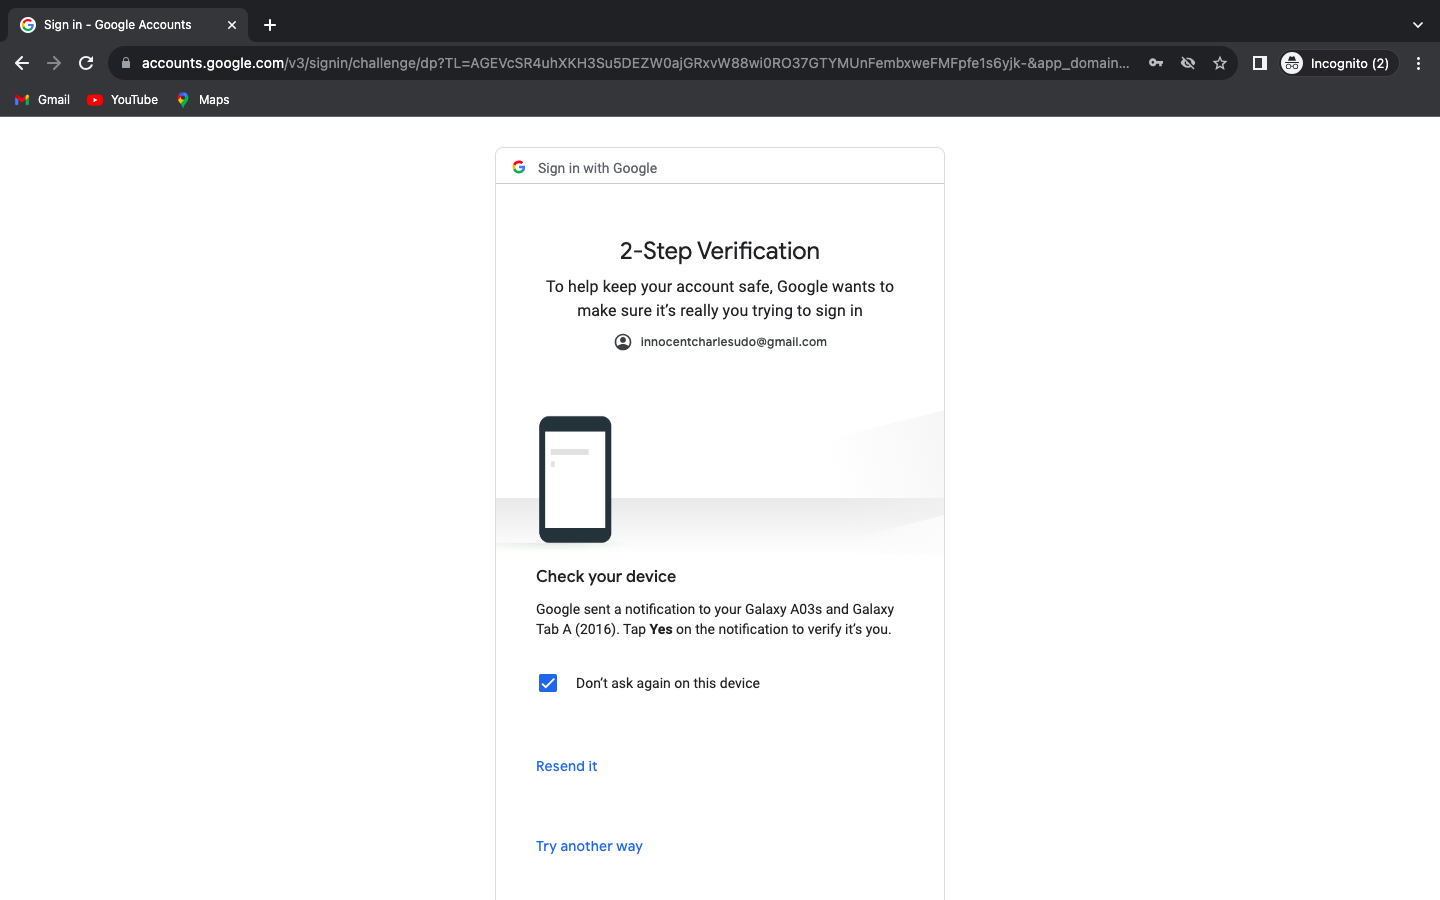 Sign in - Google Accounts
accounts.google.com/v3/signin/challenge/dp?TL=AGEVcSR4uhXKH3Su5DEZW0ajGRxvW88wi0RO37GTYMUnFembxweFMFpfe1s6yjk-&app_domain...
Incognito (2)
Gmail
YouTube
Maps
Sign in with Google
2-Step Verification
To help keep your account safe, Google wants to
make sure it’s really you trying to sign in
innocentcharlesudo@gmail.com
Check your device
Google sent a notification to your Galaxy A03s and Galaxy
Tab A (2016). Tap Yes on the notification to verify it’s you.
Don’t ask again on this device
Resend it
Try another way